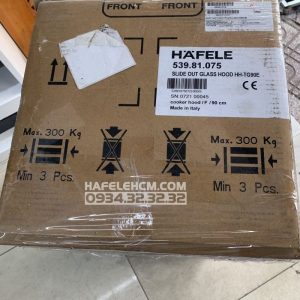 FRONT
FRONT
HÄFELE
539.81.075
SLIDE OUT GLASS HOOD HH-TG90E
SN:0721 00045
cooker hood / F / 90 cm
Made in Italy
Max. 300 Kg
Max. 300 Kg
Min 3 Pcs.
Min 3 Pcs.
HAFELEHCM.COM
0934.32.32.32